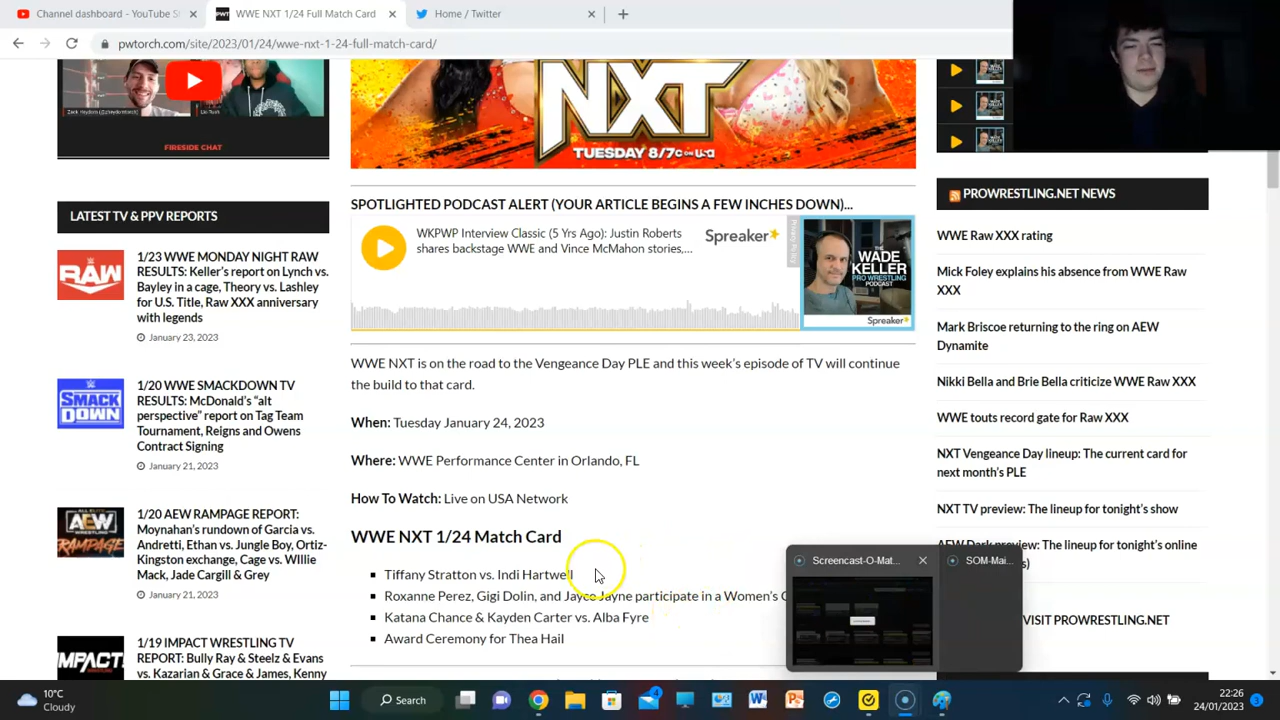 Channel dashboard - YouTube S
WWE NXT 1/24 Full Match Card
Home / Twitter
pwtorch.com/site/2023/01/24/wwe-nxt-1-24-full-match-card/
FIRESIDE CHAT
LATEST TV & PPV REPORTS
RAW
1/23 WWE MONDAY NIGHT RAW
RESULTS: Keller's report on Lynch vs.
Bayley in a cage, Theory vs. Lashley
for U.S. Title, Raw XXX anniversary
with legends
January 23, 2023
SMACK
DOWN
1/20 WWE SMACKDOWN TV
RESULTS: McDonald's "alt
perspective" report on Tag Team
Tournament, Reigns and Owens
Contract Signing
January 21, 2023
AEW
RAMPAGE
1/20 AEW RAMPAGE REPORT:
Moynahan's rundown of Garcia vs.
Andretti, Ethan vs. Jungle Boy, Ortiz-
Kingston exchange, Cage vs. WIllie
Mack, Jade Cargill & Grey
January 21, 2023
IMPACT
1/19 IMPACT WRESTLING TV
REPORT: Bully Ray & Steelz & Evans
vs. Kazarian & Grace & James, Kenny
NXT
TUESDAY 8/7C on USA
SPOTLIGHTED PODCAST ALERT (YOUR ARTICLE BEGINS A FEW INCHES DOWN)...
WKPWP Interview Classic (5 Yrs Ago): Justin Roberts
shares backstage WWE and Vince McMahon stories,...
Spreaker
Privacy Policy
THE
WADE
KELLER
PRO WRESTLING
PODCAST
Spreaker
WWE NXT is on the road to the Vengeance Day PLE and this week's episode of TV will continue
the build to that card.
When: Tuesday January 24, 2023
Where: WWE Performance Center in Orlando, FL
How To Watch: Live on USA Network
WWE NXT 1/24 Match Card
Tiffany Stratton vs. Indi Hartwell
Roxanne Perez, Gigi Dolin, and Jaycé Jayne participate in a Women's
Katana Chance & Kayden Carter vs. Alba Fyre
Award Ceremony for Thea Hail
PROWRESTLING.NET NEWS
WWE Raw XXX rating
Mick Foley explains his absence from WWE Raw
XXX
Mark Briscoe returning to the ring on AEW
Dynamite
Nikki Bella and Brie Bella criticize WWE Raw XXX
WWE touts record gate for Raw XXX
NXT Vengeance Day lineup: The current card for
next month's PLE
NXT TV preview: The lineup for tonight's show
AEW Dark preview: The lineup for tonight's online
VISIT PROWRESTLING.NET
Screencast-O-Mat...
SOM-Mai...
10°C
Cloudy
Search
22:26
24/01/2023